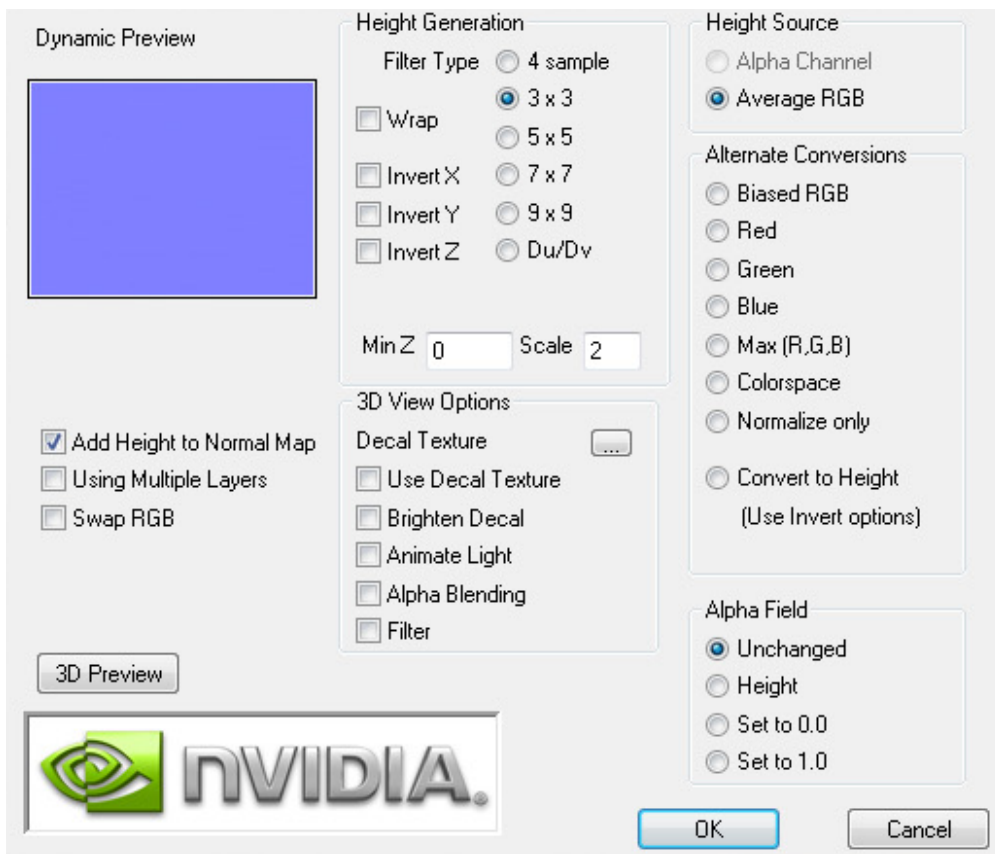 Dynamic Preview
Height Generation
Filter Type
4 sample
3 x 3
5 x 5
7 x 7
9 x 9
Du/Dv
Wrap
Invert X
Invert Y
Invert Z
Min Z 0
Scale 2
Height Source
Alpha Channel
Average RGB
Alternate Conversions
Biased RGB
Red
Green
Blue
Max (R,G,B)
Colorspace
Normalize only
Convert to Height
(Use Invert options)
Add Height to Normal Map
Using Multiple Layers
Swap RGB
3D View Options
Decal Texture ...
Use Decal Texture
Brighten Decal
Animate Light
Alpha Blending
Filter
Alpha Field
Unchanged
Height
Set to 0.0
Set to 1.0
3D Preview
NVIDIA.®
OK
Cancel